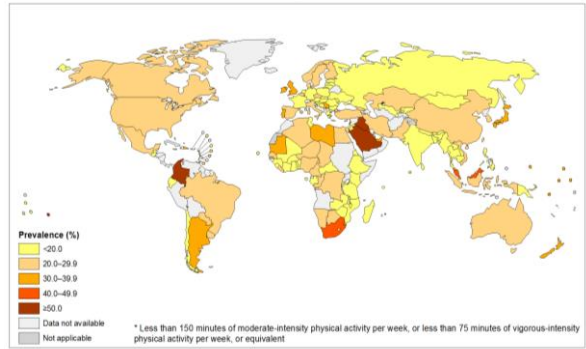 Prevalence (%)
<20.0
20.0–29.9
30.0–39.9
40.0–49.9
≥50.0
Data not available
Not applicable
* Less than 150 minutes of moderate-intensity physical activity per week, or less than 75 minutes of vigorous-intensity
physical activity per week, or equivalent